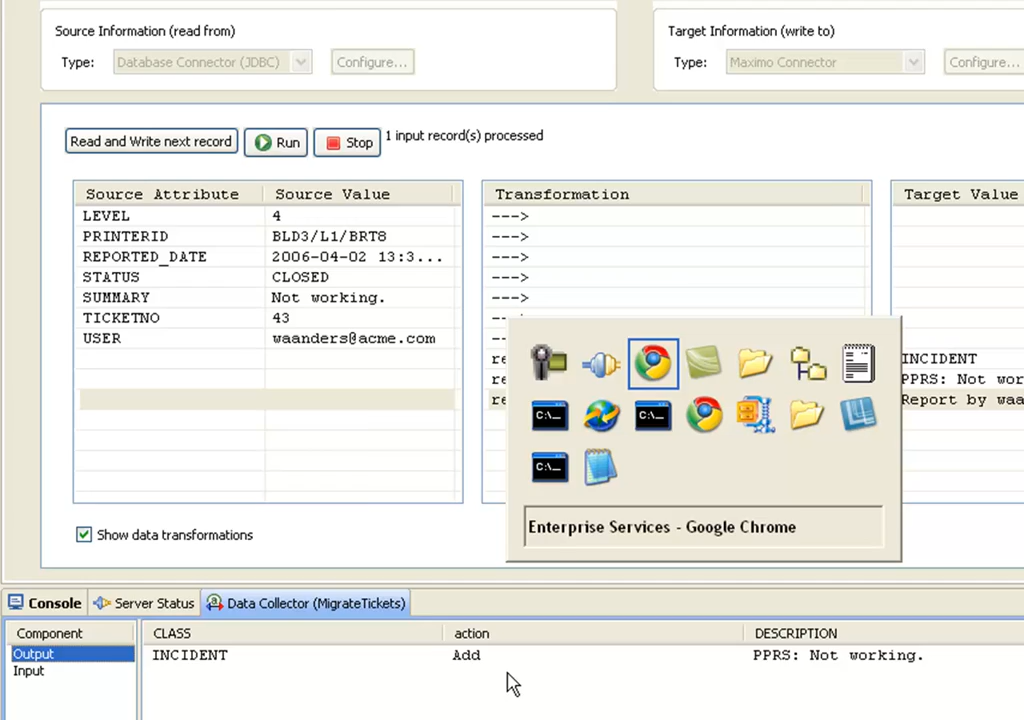 Source Information (read from)
Target Information (write to)
Type: Database Connector (JDBC) Configure...
Type: Maximo Connector Configure...
Read and Write next record Run Stop 1 input record(s) processed
Source Attribute Source Value Transformation Target Value
LEVEL 4 --->
PRINTERID BLD3/L1/BRT8 --->
REPORTED_DATE 2006-04-02 13:3... --->
STATUS CLOSED --->
SUMMARY Not working. --->
TICKETNO 43 --
USER waanders@acme.com --
re INCIDENT
re PPRS: Not wor
re Report by waa
C:\_ C:\_
C:\_
Enterprise Services - Google Chrome
Show data transformations
Console Server Status Data Collector (MigrateTickets)
Component CLASS action DESCRIPTION
Output INCIDENT Add PPRS: Not working.
Input